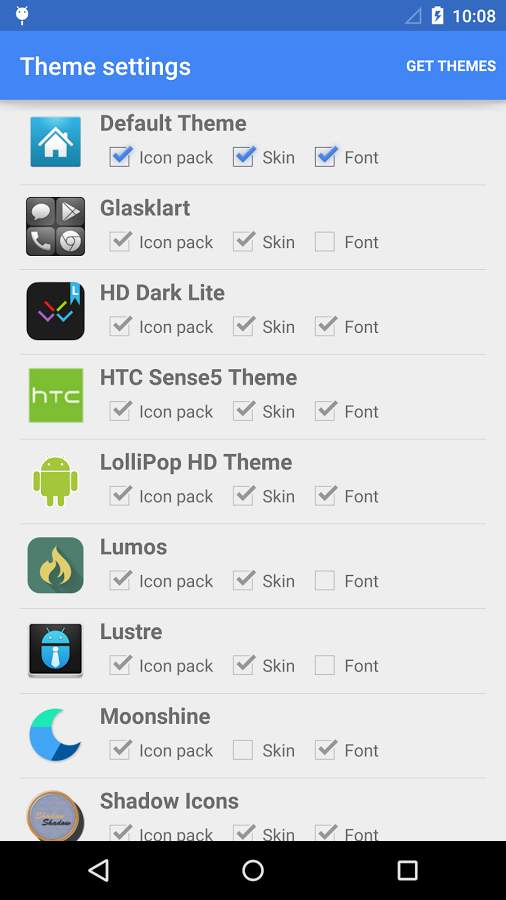 10:08
Theme settings
GET THEMES
Default Theme
Icon pack Skin Font
Glasklart
Icon pack Skin Font
L
HD Dark Lite
Icon pack Skin Font
hTC
HTC Sense5 Theme
Icon pack Skin Font
LolliPop HD Theme
Icon pack Skin Font
Lumos
Icon pack Skin Font
Lustre
Icon pack Skin Font
Moonshine
Icon pack Skin Font
Shadow Icons
Shadow
Icon pack Skin Font